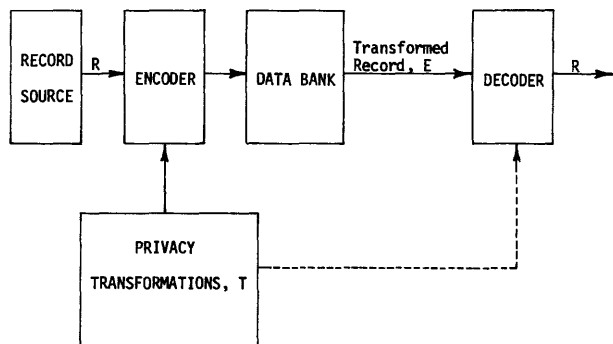 RECORD
SOURCE
R
ENCODER
DATA BANK
Transformed
Record, E
DECODER
R
PRIVACY
TRANSFORMATIONS, T